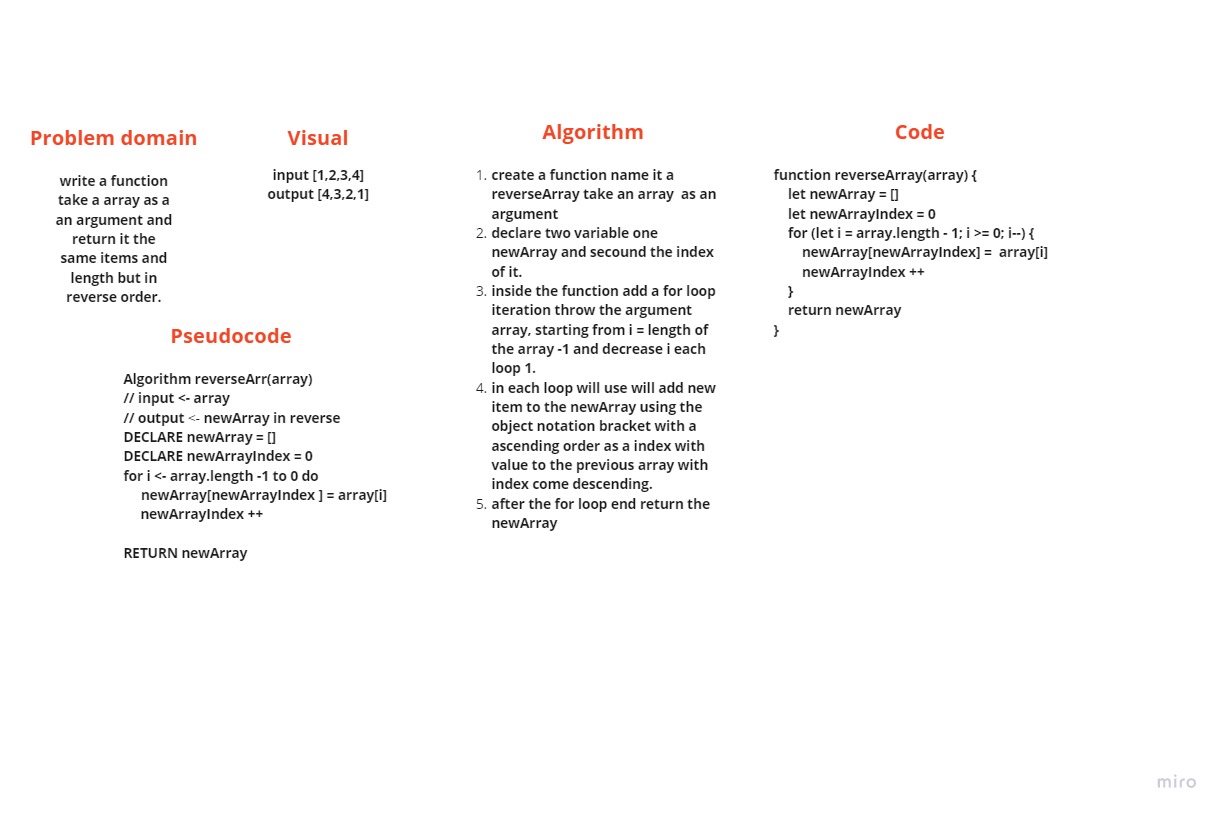 Problem domain
write a function
take a array as a
an argument and
return it the
same items and
length but in
reverse order.
Visual
input [1,2,3,4]
output [4,3,2,1]
Pseudocode
Algorithm reverseArr(array)
// input <- array
// output <- newArray in reverse
DECLARE newArray = []
DECLARE newArrayIndex = 0
for i <- array.length -1 to 0 do
newArray[newArrayIndex ] = array[i]
newArrayIndex ++
RETURN newArray
Algorithm
1. create a function name it a
reverseArray take an array  as an
argument
2. declare two variable one
newArray and secound the index
of it.
3. inside the function add a for loop
iteration throw the argument
array, starting from i = length of
the array -1 and decrease i each
loop 1.
4. in each loop will use will add new
item to the newArray using the
object notation bracket with a
ascending order as a index with
value to the previous array with
index come descending.
5. after the for loop end return the
newArray
Code
function reverseArray(array) {
let newArray = []
let newArrayIndex = 0
for (let i = array.length - 1; i >= 0; i--) {
newArray[newArrayIndex] =  array[i]
newArrayIndex ++
}
return newArray
}
miro